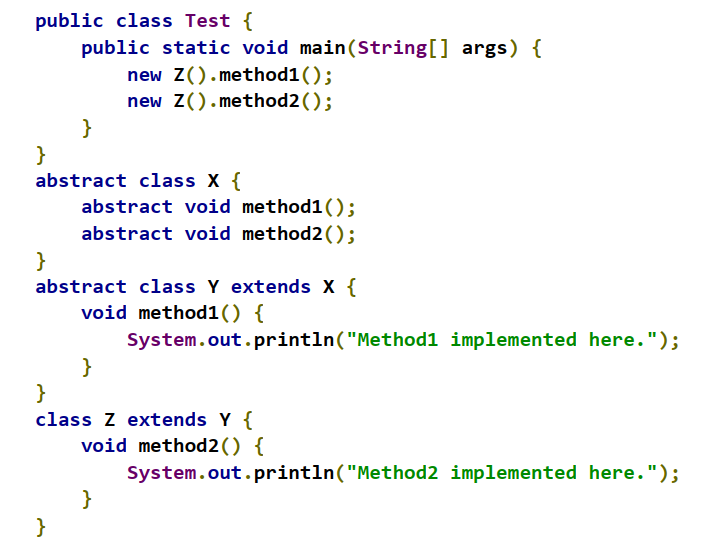 public class Test {
    public static void main(String[] args) {
        new Z().method1();
        new Z().method2();
    }
}
abstract class X {
    abstract void method1();
    abstract void method2();
}
abstract class Y extends X {
    void method1() {
        System.out.println("Method1 implemented here.");
    }
}
class Z extends Y {
    void method2() {
        System.out.println("Method2 implemented here.");
    }
}